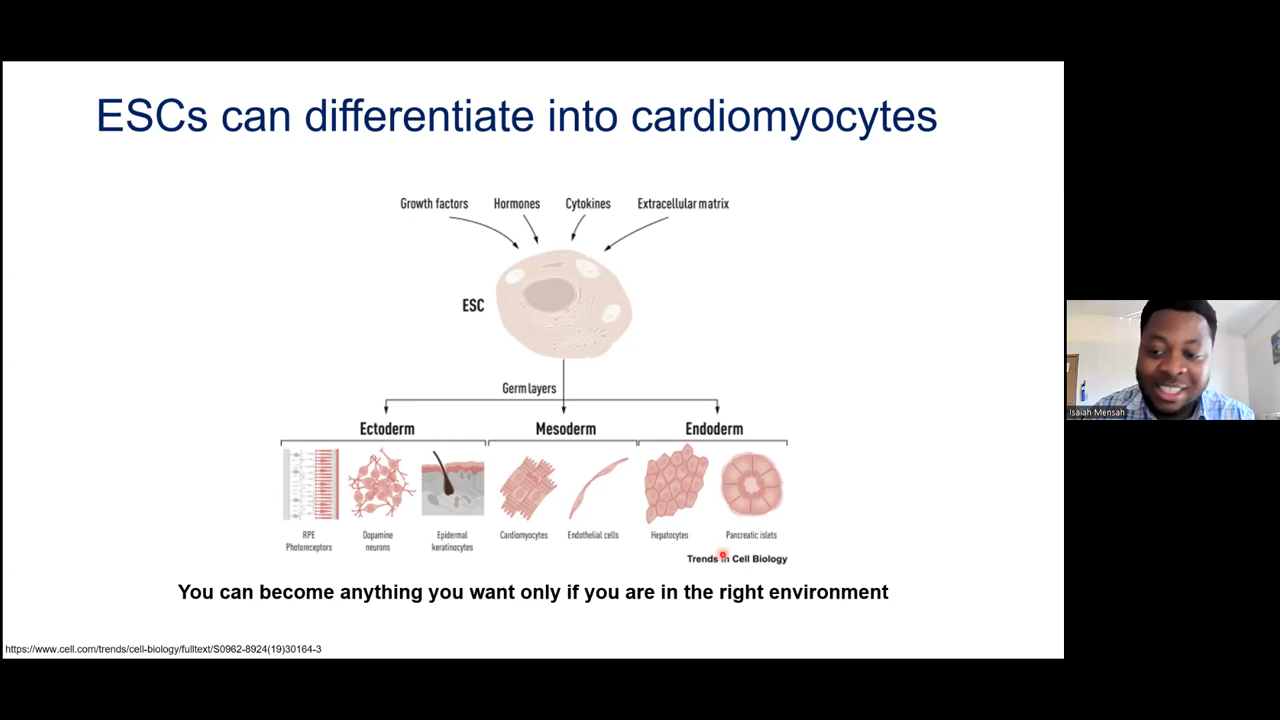 ESCs can differentiate into cardiomyocytes
Growth factors
Hormones
Cytokines
Extracellular matrix
ESC
Germ layers
Ectoderm
Mesoderm
Endoderm
RPE
Photoreceptors
Dopamine
neurons
Epidermal
keratinocytes
Cardiomyocytes
Endothelial cells
Hepatocytes
Pancreatic islets
Trends in Cell Biology
You can become anything you want only if you are in the right environment
https://www.cell.com/trends/cell-biology/fulltext/S0962-8924(19)30164-3
Isaiah Mensah